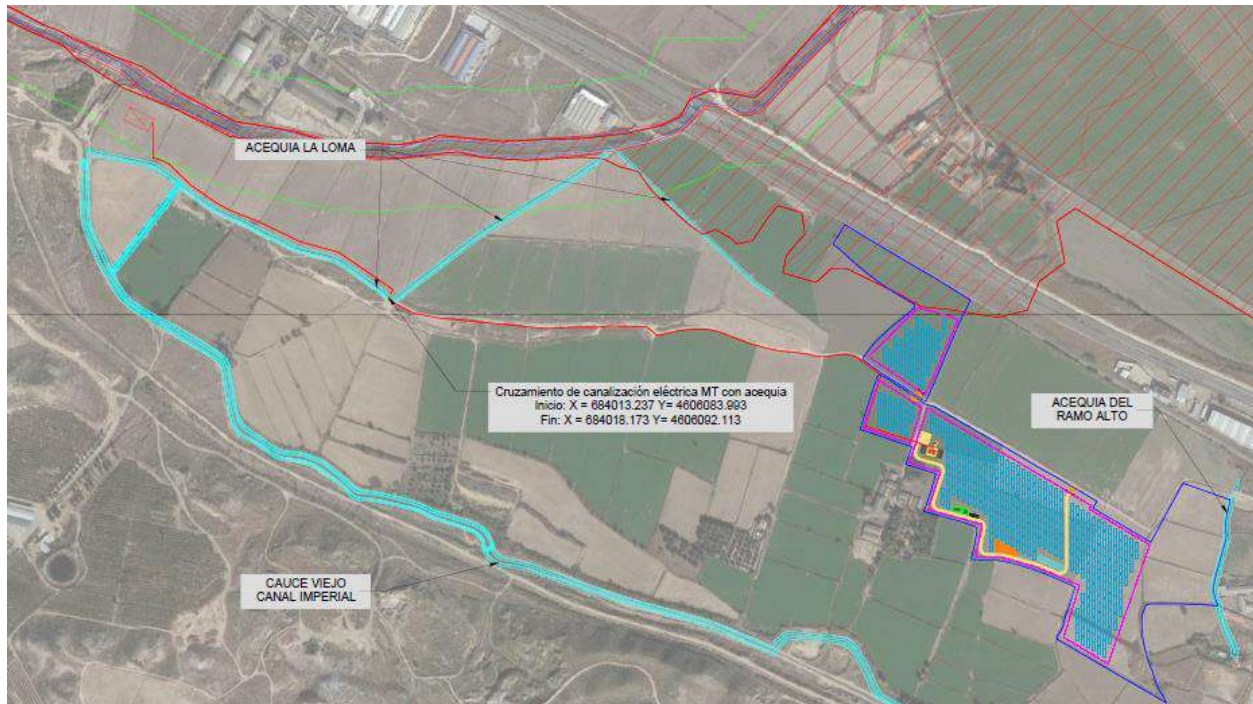 ACEQUIA LA LOMA
Cruzamiento de canalización eléctrica MT con acequia
Inicio: X = 684013.237 Y= 4606083.993
Fin: X = 684018.173 Y= 4606092.113
ACEQUIA DEL
RAMO ALTO
CAUCE VIEJO
CANAL IMPERIAL